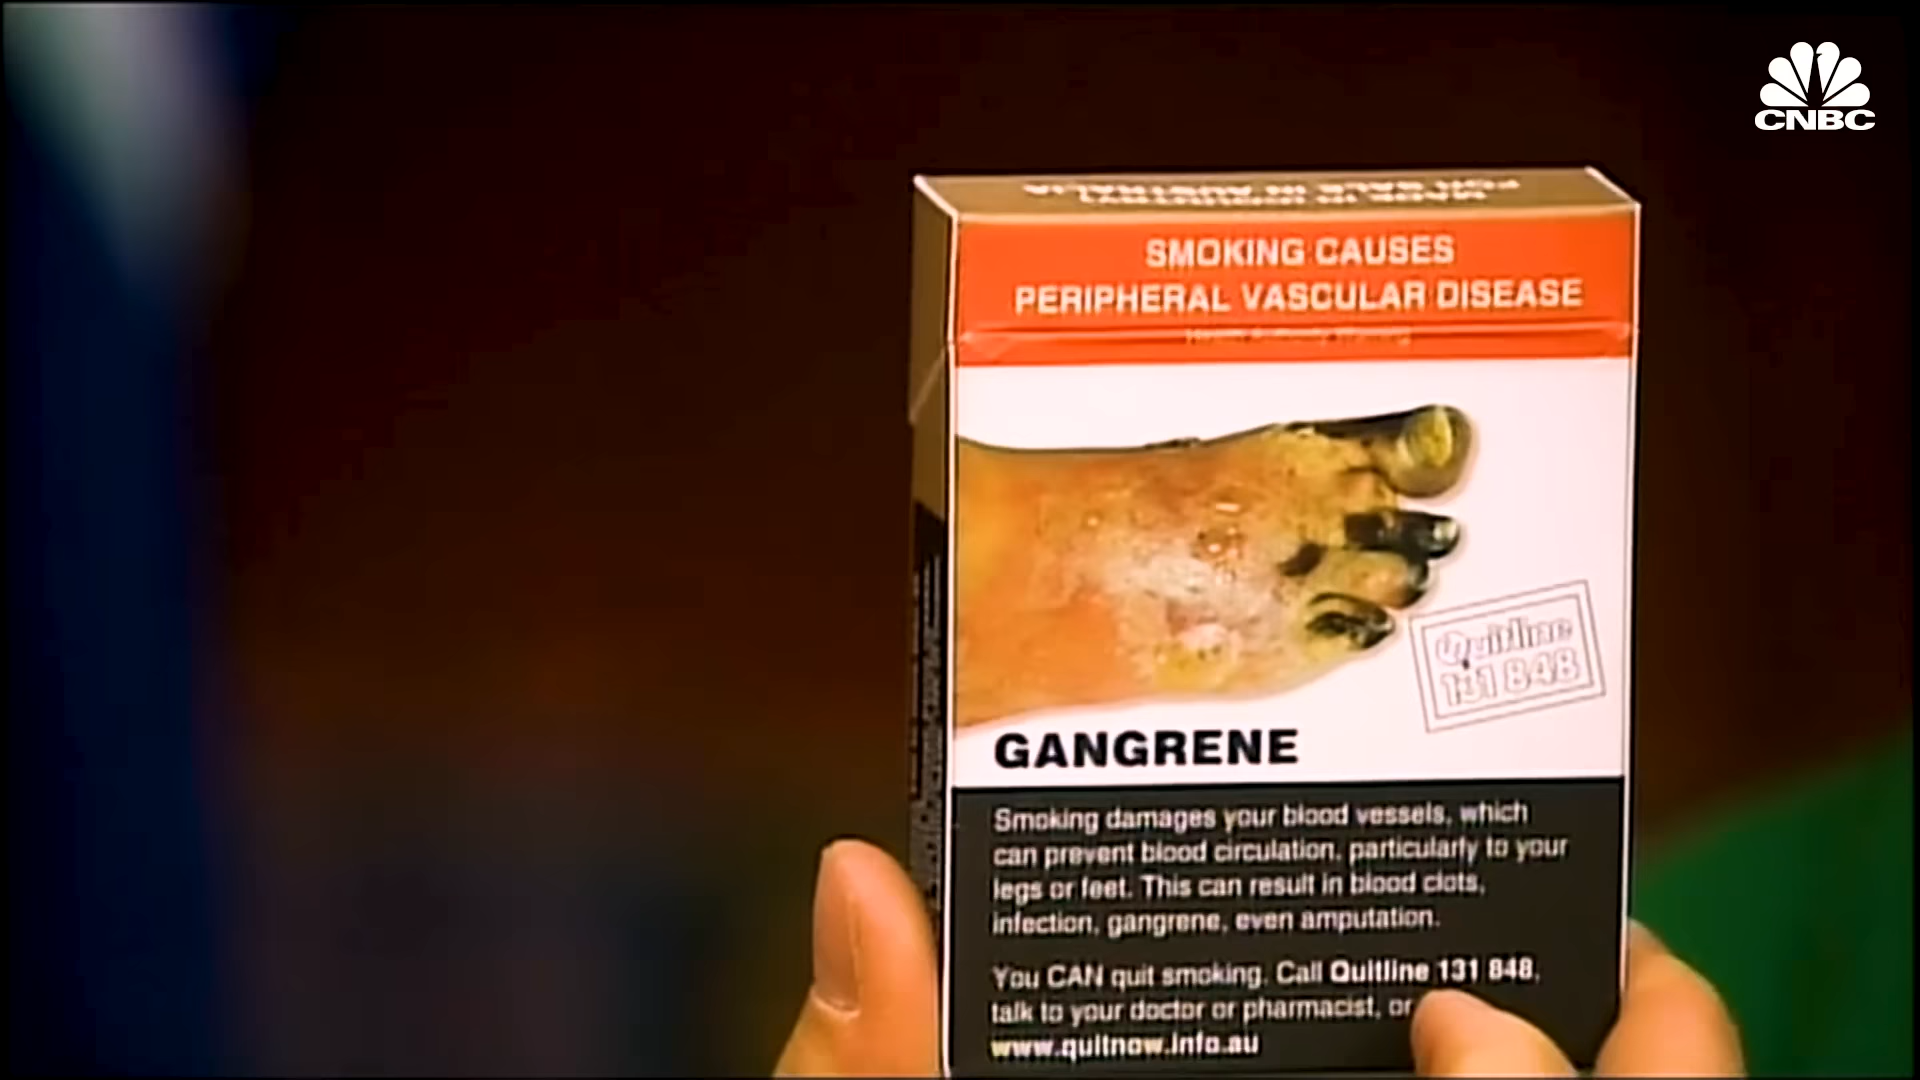 CNBC
SMOKING CAUSES
PERIPHERAL VASCULAR DISEASE
Quitline
131 848
GANGRENE
Smoking damages your blood vessels, which
can prevent blood circulation, particularly to your
legs or feet. This can result in blood clots,
infection, gangrene, even amputation.
You CAN quit smoking. Call Quitline 131 848,
talk to your doctor or pharmacist, or
www.quitnow.info.au